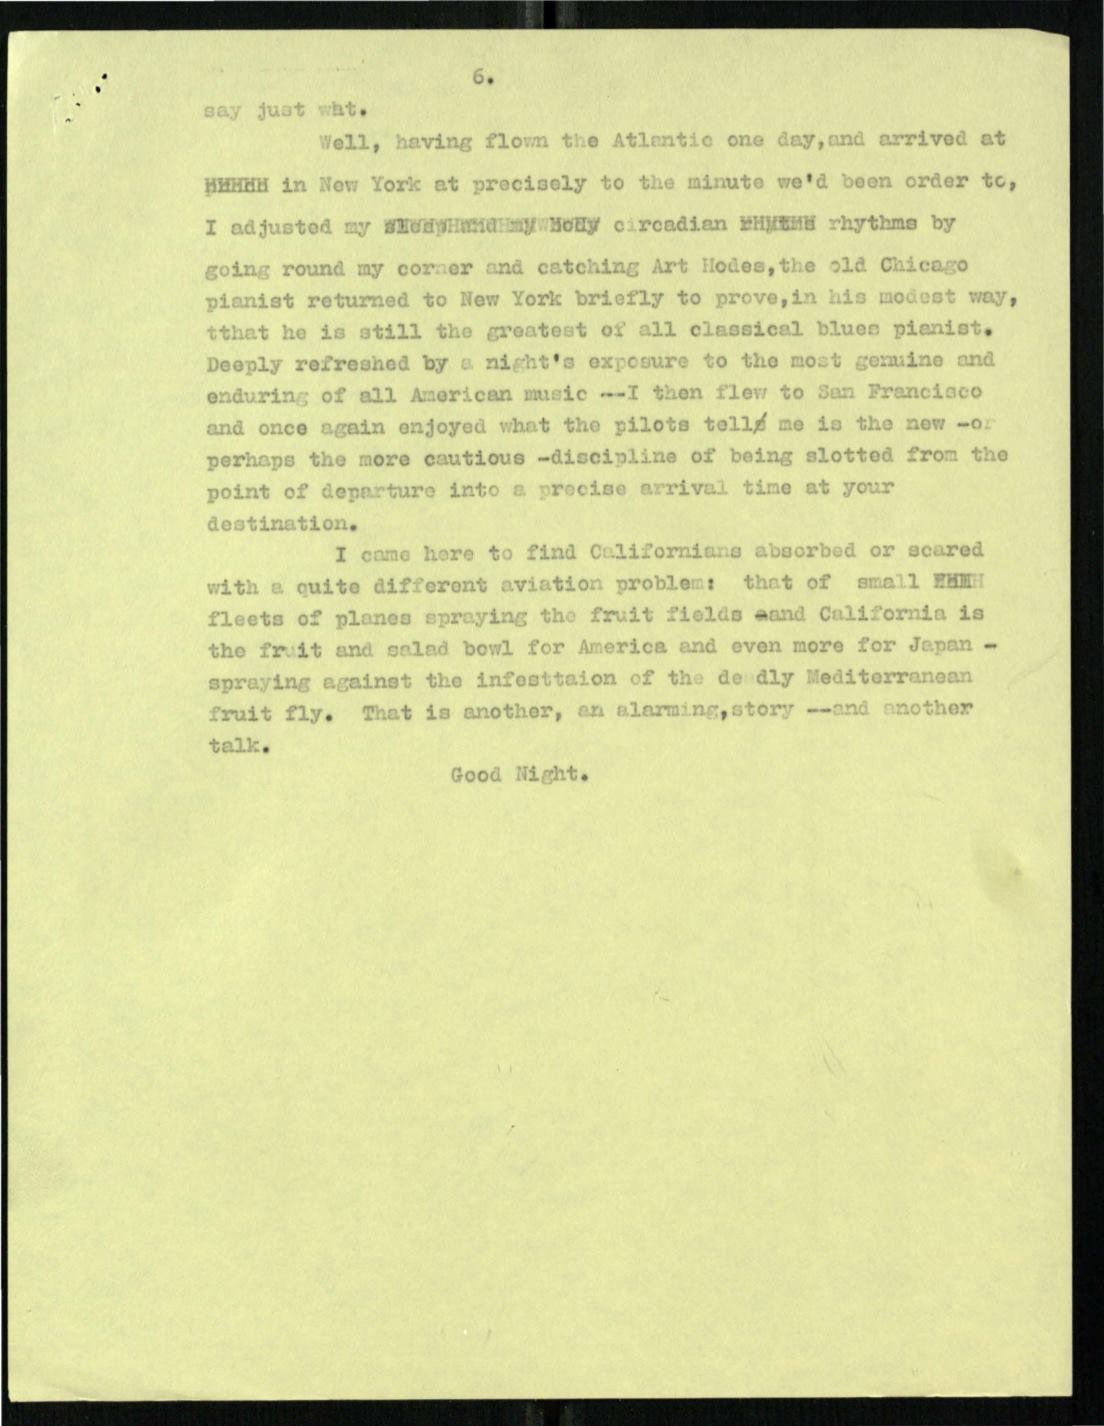 6.
say just wht.
Well, having flown the Atlantic one day,and arrived at
in New York at precisely to the minute we'd been order to,
I adjusted my circadian rhythms by
going round my corner and catching Art Hodes,the old Chicago
pianist returned to New York briefly to prove,in his modest way,
tthat he is still the greatest of all classical blues pianist.
Deeply refreshed by a night's exposure to the most genuine and
enduring of all American music ---I then flew to San Francisco
and once again enjoyed what the pilots tell me is the new -or
perhaps the more cautious -discipline of being slotted from the
point of departure into a precise arrival time at your
destination.
I came here to find Californians absorbed or scared
with a quite different aviation problem: that of small
fleets of planes spraying the fruit fields and California is
the fruit and salad bowl for America and even more for Japan -
spraying against the infesttaion of the deadly Mediterranean
fruit fly. That is another, an alarming,story ---and another
talk.
Good Night.